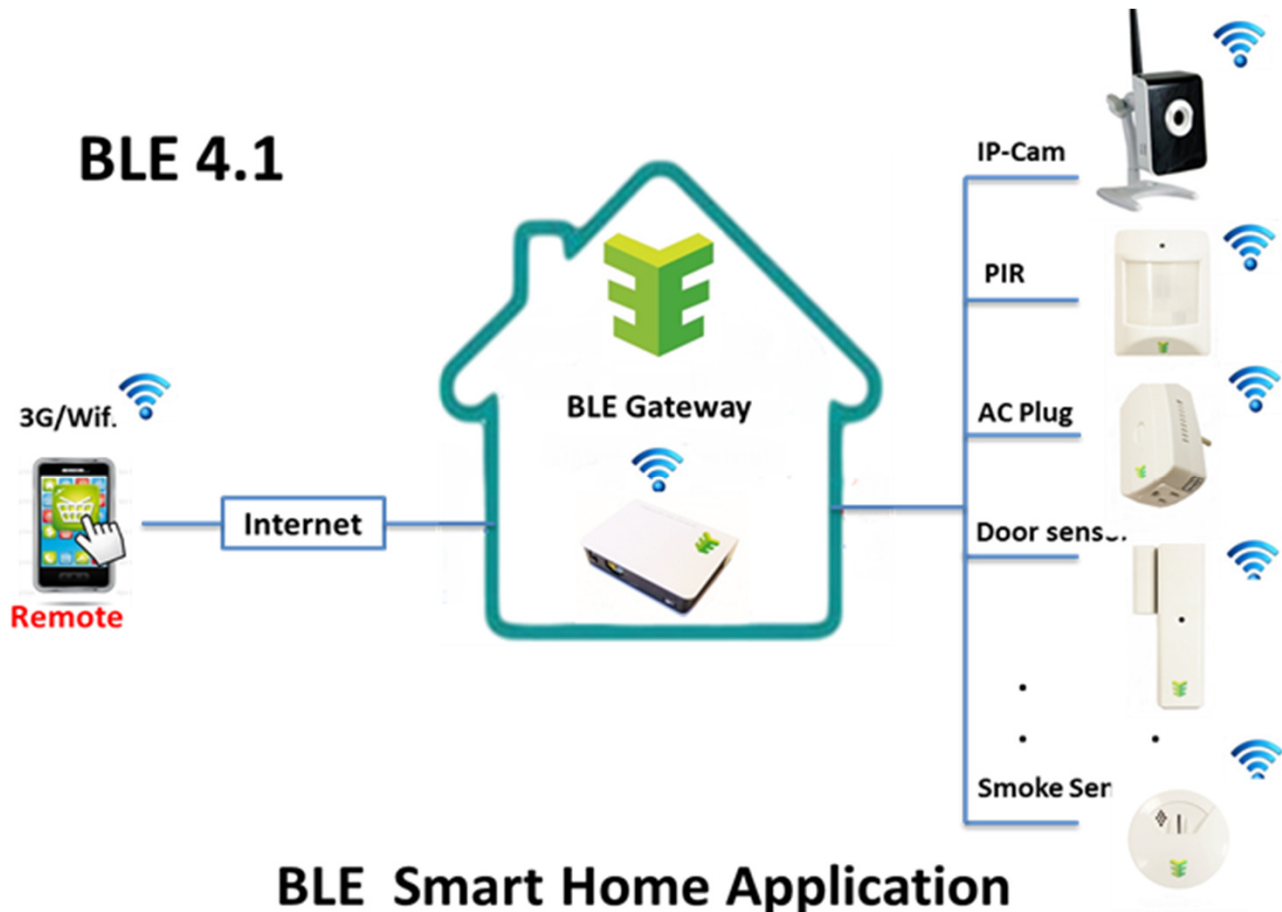 BLE 4.1
IP-Cam
PIR
BLE Gateway
AC Plug
3G/Wif
Internet
Door sens
Remote
Smoke Sen
BLE Smart Home Application